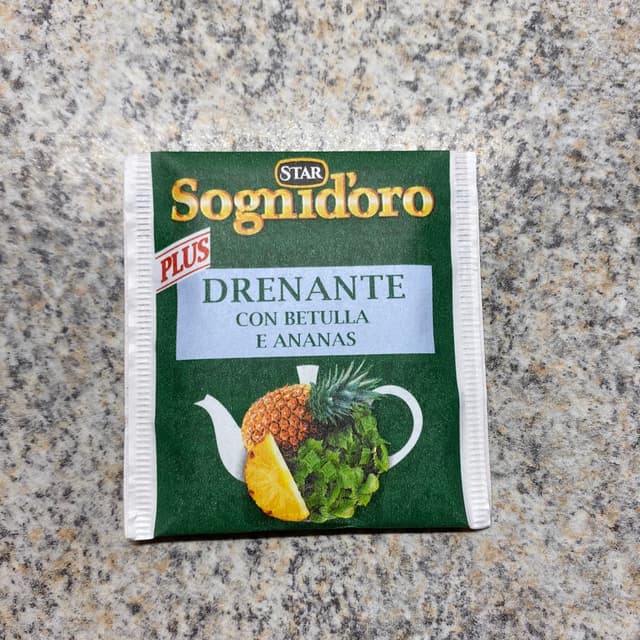 STAR
Sognid'oro
PLUS
DRENANTE
CON BETULLA
E ANANAS